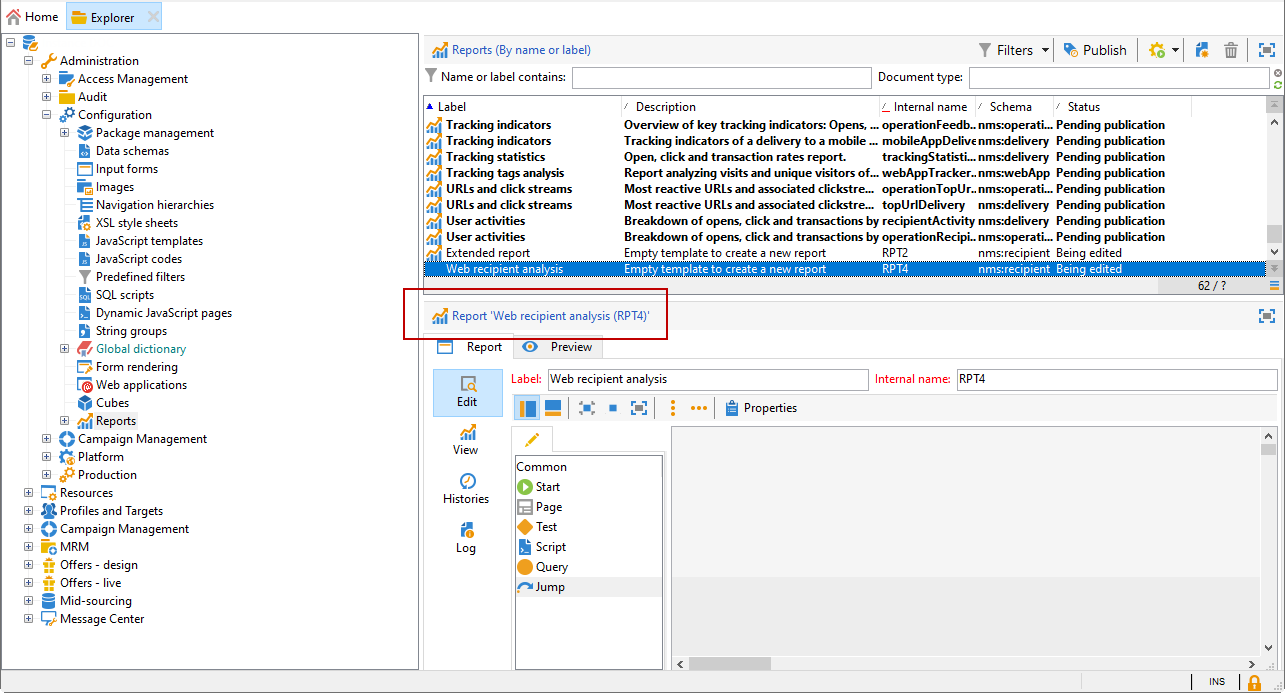 Home
Explorer
Administration
Access Management
Audit
Configuration
Package management
Data schemas
Input forms
Images
Navigation hierarchies
XSL style sheets
JavaScript templates
JavaScript codes
Predefined filters
SQL scripts
Dynamic JavaScript pages
String groups
Global dictionary
Form rendering
Web applications
Cubes
Reports
Campaign Management
Platform
Production
Resources
Profiles and Targets
Campaign Management
MRM
Offers - design
Offers - live
Mid-sourcing
Message Center
Reports (By name or label)
Filters
Publish
Name or label contains:
Document type:
Label Description Internal name Schema Status
Tracking indicators Overview of key tracking indicators: Opens, ... operationFeedb... nms:operati... Pending publication
Tracking indicators Tracking indicators of a delivery to a mobile ... mobileAppDelive nms:delivery Pending publication
Tracking statistics Open, click and transaction rates report. trackingStatisti... nms:delivery Pending publication
Tracking tags analysis Report analyzing visits and unique visitors of... webAppTracker... nms:webApp Pending publication
URLs and click streams Most reactive URLs and associated clickstre... operationTopUr... nms:operati... Pending publication
URLs and click streams Most reactive URLs and associated clickstre... topUrlDelivery nms:delivery Pending publication
User activities Breakdown of opens, click and transactions by recipientActivity nms:delivery Pending publication
User activities Breakdown of opens, click and transactions by operationRecipi... nms:operati... Pending publication
Extended report Empty template to create a new report RPT2 nms:recipient Being edited
Web recipient analysis Empty template to create a new report RPT4 nms:recipient Being edited
62 / ?
Report 'Web recipient analysis (RPT4)'
Report
Preview
Edit
View
Histories
Log
Label: Web recipient analysis
Internal name: RPT4
Properties
Common
Start
Page
Test
Script
Query
Jump
INS